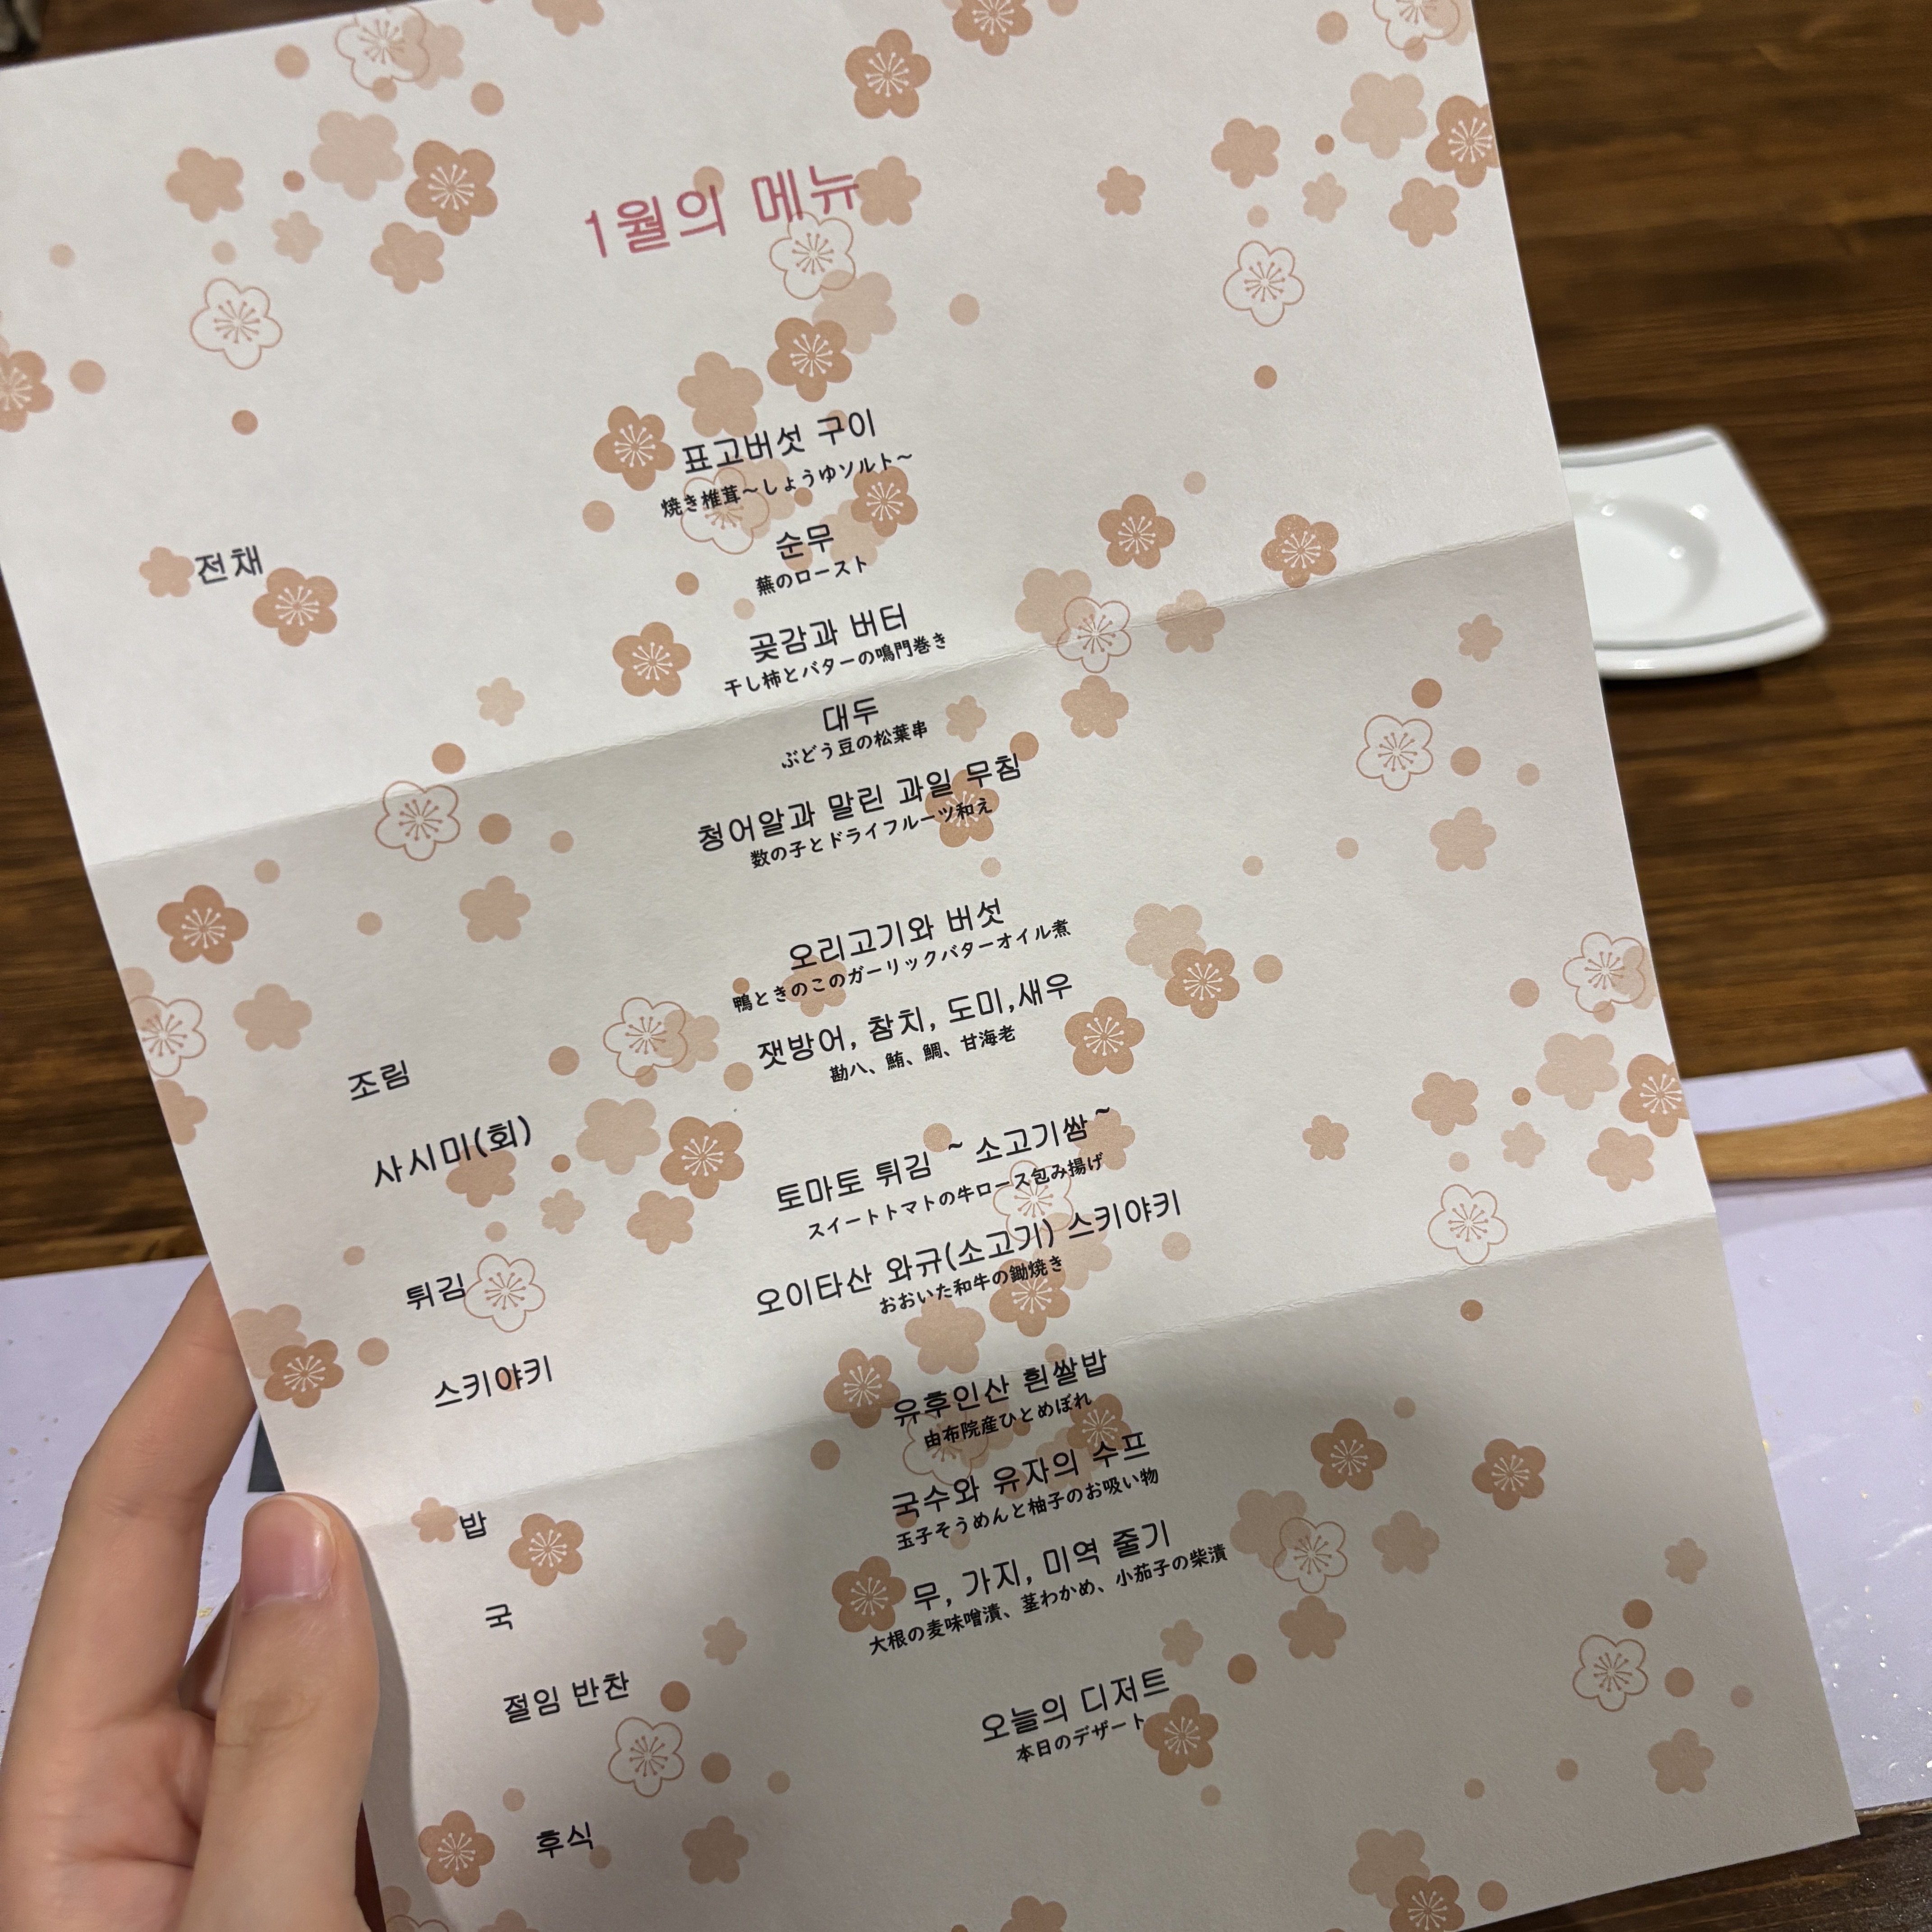 1월의 메뉴
전채
표고버섯 구이
焼き椎茸～しょうゆソルト～
순무
蕪のロースト
곶감과 버터
干し柿とバターの鳴門巻き
대두
ぶどう豆の松葉串
청어알과 말린 과일 무침
数の子とドライフルーツ和え
조림
오리고기와 버섯
鴨ときのこのガーリックバターオイル煮
사시미(회)
잿방어, 참치, 도미,새우
勘八、鮪、鯛、甘海老
튀김
토마토 튀김 ~ 소고기쌈~
スイートトマトの牛ロース包み揚げ
스키야키
오이타산 와규(소고기) 스키야키
おおいた和牛の鋤焼き
밥
유후인산 흰쌀밥
由布院産ひとめぼれ
국
국수와 유자의 수프
玉子そうめんと柚子のお吸い物
절임 반찬
무, 가지, 미역 줄기
大根の麦味噌漬、茎わかめ、小茄子の柴漬
후식
오늘의 디저트
本日のデザート